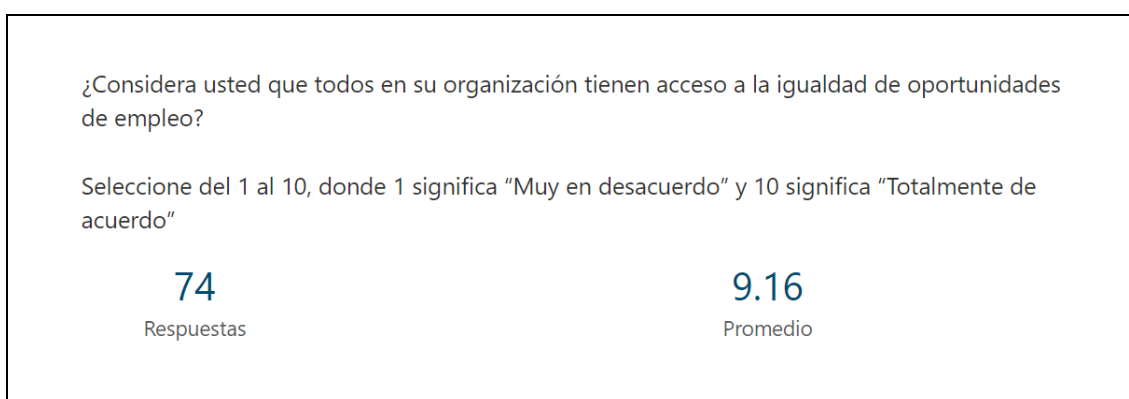 ¿Considera usted que todos en su organización tienen acceso a la igualdad de oportunidades
de empleo?
Seleccione del 1 al 10, donde 1 significa “Muy en desacuerdo” y 10 significa “Totalmente de
acuerdo”
74
9.16
Respuestas
Promedio